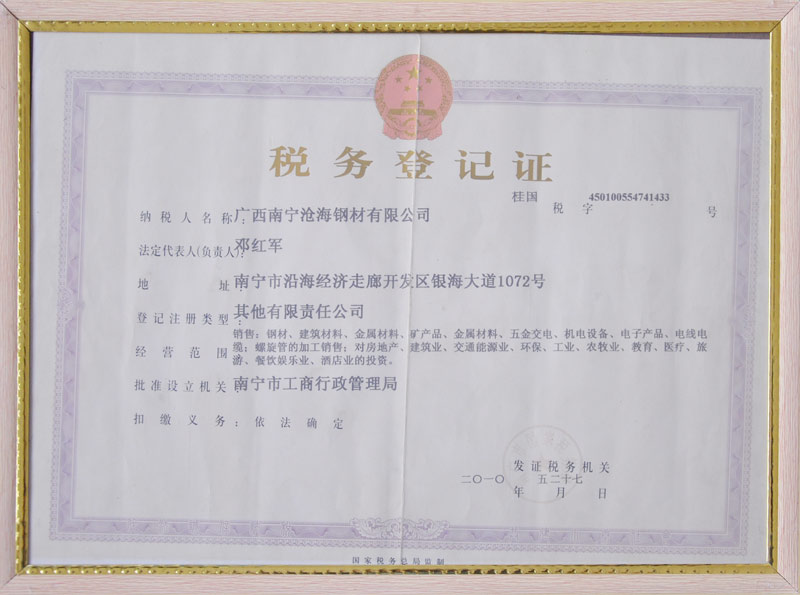 税务登记证
桂国 450100554741433
税 字 号
纳税人名称:广西南宁沧海钢材有限公司
法定代表人(负责人):邓红军
地 址:南宁市沿海经济走廊开发区银海大道1072号
登记注册类型:其他有限责任公司
销售:钢材、建筑材料、金属材料、矿产品、金属材料、五金交电、机电设备、电子产品、电线电
经营范围 缆;螺旋管的加工销售;对房地产、建筑业、交通能源业、环保、工业、农牧业、教育、医疗、旅
游、餐饮娱乐业、酒店业的投资。
批准设立机关:南宁市工商行政管理局
扣缴义务:依法确定
发证税务机关
二〇一〇 五二十七
年 月 日
国家税务总局监制